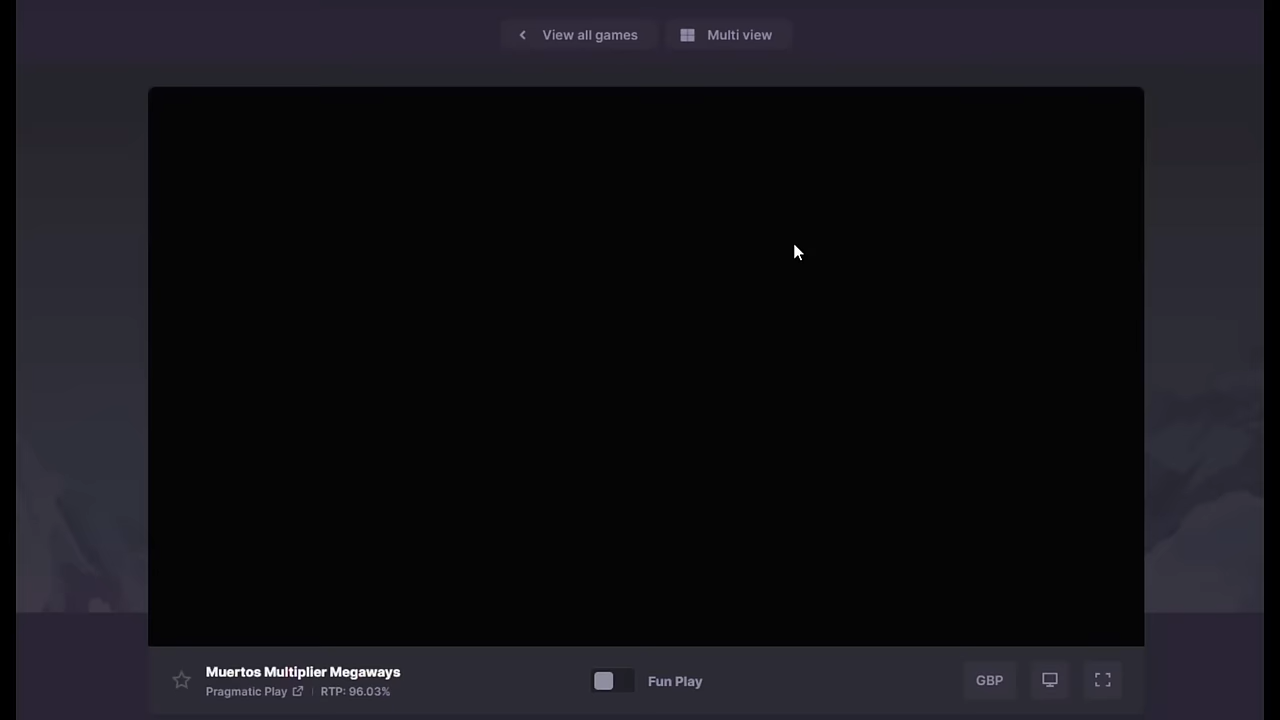 View all games
Multi view
Muertos Multiplier Megaways
Pragmatic Play
RTP: 96.03%
Fun Play
GBP